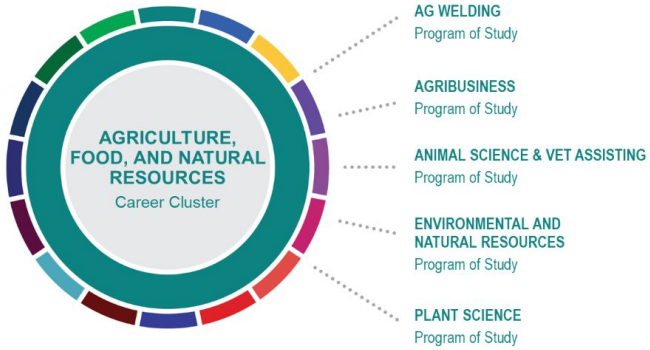 AGRICULTURE,
FOOD, AND NATURAL
RESOURCES
Career Cluster
AG WELDING
Program of Study
AGRIBUSINESS
Program of Study
ANIMAL SCIENCE & VET ASSISTING
Program of Study
ENVIRONMENTAL AND
NATURAL RESOURCES
Program of Study
PLANT SCIENCE
Program of Study